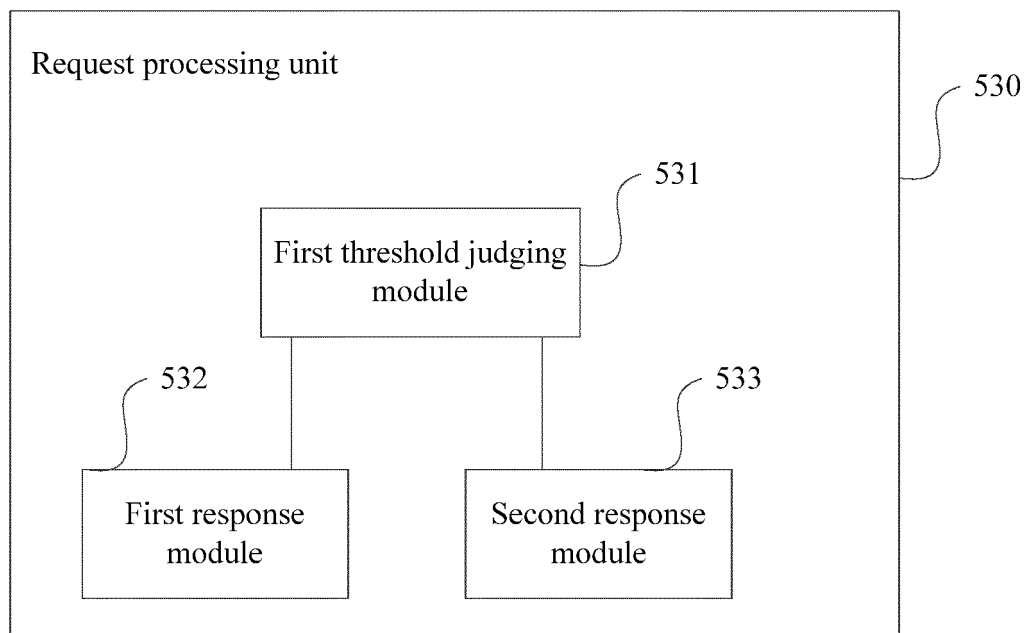 Request processing unit
530
531
First threshold judging
module
532
533
First response
module
Second response
module